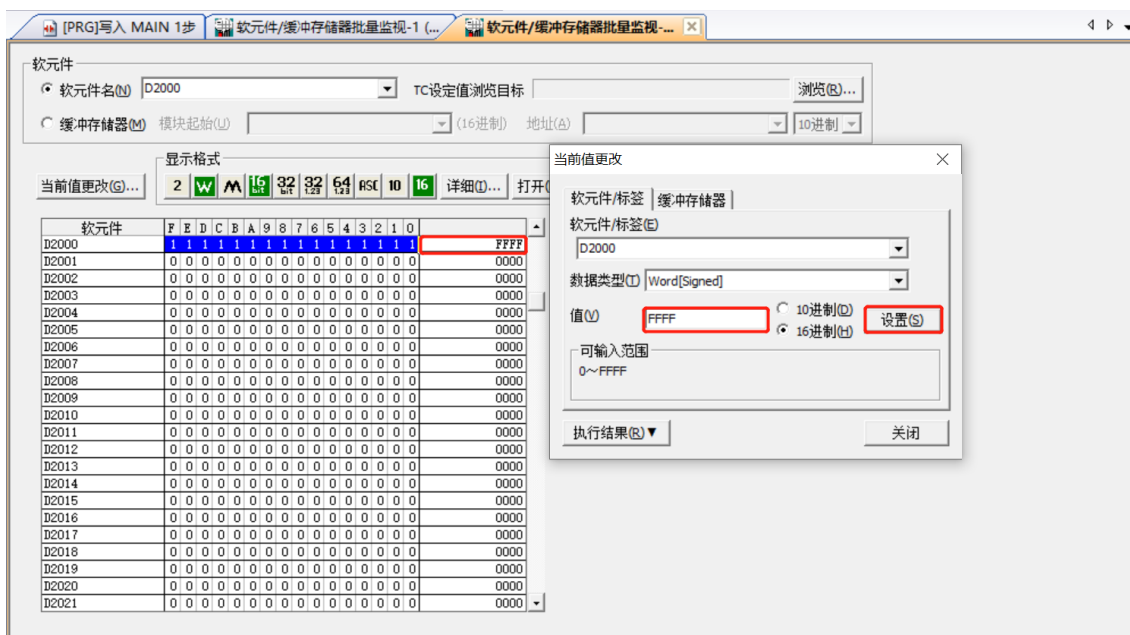 [PRG]写入 MAIN 1步 软元件/缓冲存储器批量监视-1 (... 软元件/缓冲存储器批量监视-...
软元件
软元件名(N) D2000 TC设定值浏览目标 浏览(R)...
缓冲存储器(M) 模块起始(U) (16进制) 地址(A) 10进制
显示格式
当前值更改(G)... 2 W M 16 bit 32 bit 32 1.23 64 1.23 ASC 10 16 详细(I)... 打开(
软元件 F E D C B A 9 8 7 6 5 4 3 2 1 0
D2000 1 1 1 1 1 1 1 1 1 1 1 1 1 1 1 1 FFFF
D2001 0 0 0 0 0 0 0 0 0 0 0 0 0 0 0 0 0000
D2002 0 0 0 0 0 0 0 0 0 0 0 0 0 0 0 0 0000
D2003 0 0 0 0 0 0 0 0 0 0 0 0 0 0 0 0 0000
D2004 0 0 0 0 0 0 0 0 0 0 0 0 0 0 0 0 0000
D2005 0 0 0 0 0 0 0 0 0 0 0 0 0 0 0 0 0000
D2006 0 0 0 0 0 0 0 0 0 0 0 0 0 0 0 0 0000
D2007 0 0 0 0 0 0 0 0 0 0 0 0 0 0 0 0 0000
D2008 0 0 0 0 0 0 0 0 0 0 0 0 0 0 0 0 0000
D2009 0 0 0 0 0 0 0 0 0 0 0 0 0 0 0 0 0000
D2010 0 0 0 0 0 0 0 0 0 0 0 0 0 0 0 0 0000
D2011 0 0 0 0 0 0 0 0 0 0 0 0 0 0 0 0 0000
D2012 0 0 0 0 0 0 0 0 0 0 0 0 0 0 0 0 0000
D2013 0 0 0 0 0 0 0 0 0 0 0 0 0 0 0 0 0000
D2014 0 0 0 0 0 0 0 0 0 0 0 0 0 0 0 0 0000
D2015 0 0 0 0 0 0 0 0 0 0 0 0 0 0 0 0 0000
D2016 0 0 0 0 0 0 0 0 0 0 0 0 0 0 0 0 0000
D2017 0 0 0 0 0 0 0 0 0 0 0 0 0 0 0 0 0000
D2018 0 0 0 0 0 0 0 0 0 0 0 0 0 0 0 0 0000
D2019 0 0 0 0 0 0 0 0 0 0 0 0 0 0 0 0 0000
D2020 0 0 0 0 0 0 0 0 0 0 0 0 0 0 0 0 0000
D2021 0 0 0 0 0 0 0 0 0 0 0 0 0 0 0 0 0000
当前值更改
软元件/标签 缓冲存储器
软元件/标签(E)
D2000
数据类型(T) Word[Signed]
值(V) FFFF 10进制(D) 设置(S)
16进制(H)
可输入范围
0～FFFF
执行结果(R)▼ 关闭